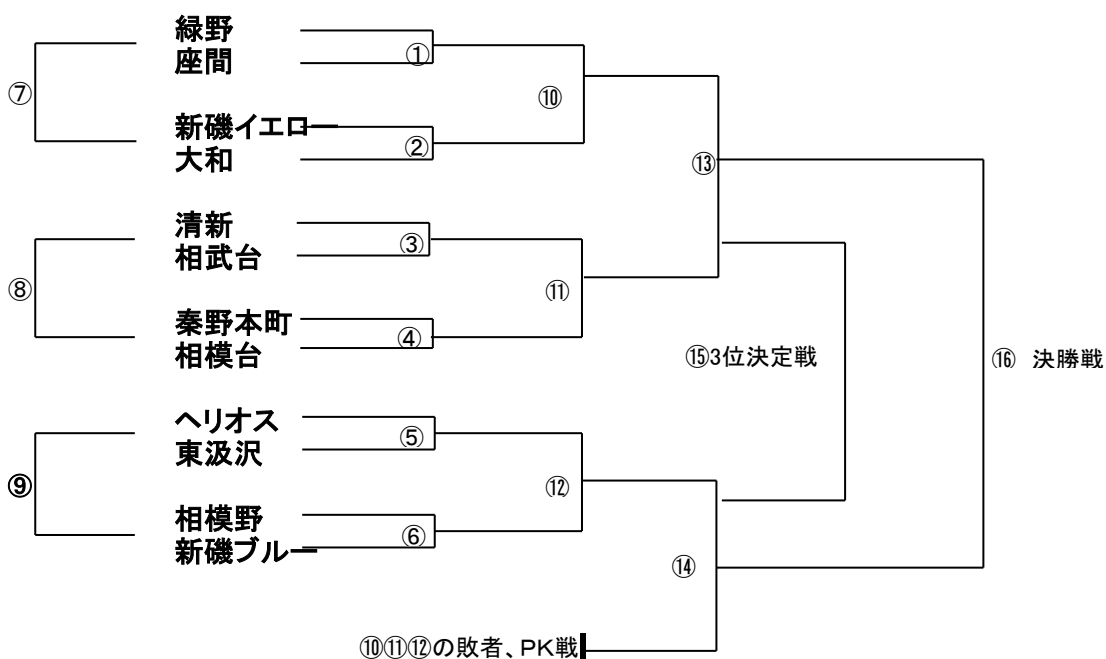 緑野
座間
①
⑦
⑩
新磯イエロー
大和
②
⑬
清新
相武台
③
⑧
⑪
秦野本町
相模台
④
⑮3位決定戦
⑯ 決勝戦
ヘリオス
東汲沢
⑤
⑨
⑫
相模野
新磯ブルー
⑥
⑭
⑩⑪⑫の敗者、PK戦